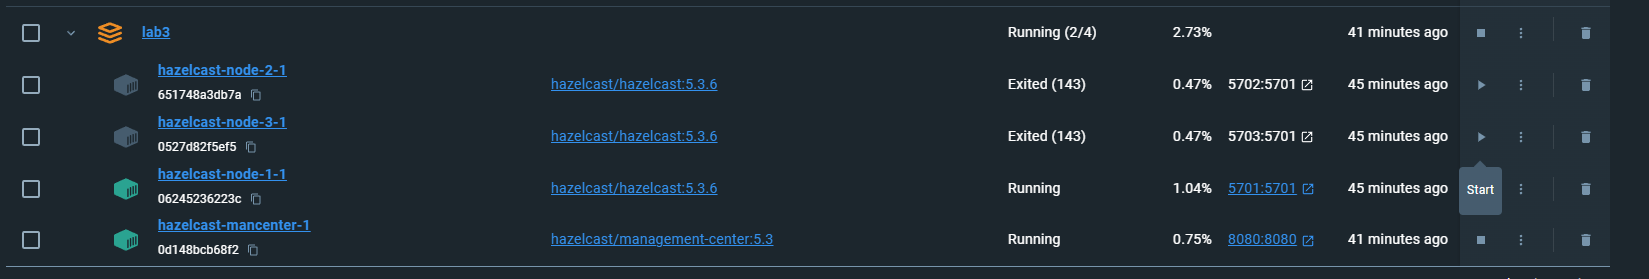 lab3 Running (2/4) 2.73% 41 minutes ago
hazelcast-node-2-1
651748a3db7a hazelcast/hazelcast:5.3.6 Exited (143) 0.47% 5702:5701 45 minutes ago
hazelcast-node-3-1
0527d82f5ef5 hazelcast/hazelcast:5.3.6 Exited (143) 0.47% 5703:5701 45 minutes ago
hazelcast-node-1-1
06245236223c hazelcast/hazelcast:5.3.6 Running 1.04% 5701:5701 45 minutes ago Start
hazelcast-mancenter-1
0d148bcb68f2 hazelcast/management-center:5.3 Running 0.75% 8080:8080 41 minutes ago